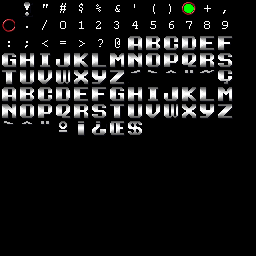 ! " # $ % & ' ( ) + ,
. / 0 1 2 3 4 5 6 7 8 9
: ; < = > ? @ A B C D E F
G H I J K L M N O P Q R S
T U V W X Y Z ´ ` ^ ¨ ~ Ç
A B C D E F G H I J K L M
N O P Q R S T U V W X Y Z
~ ^ ¨ º ¡ ¿ Œ $